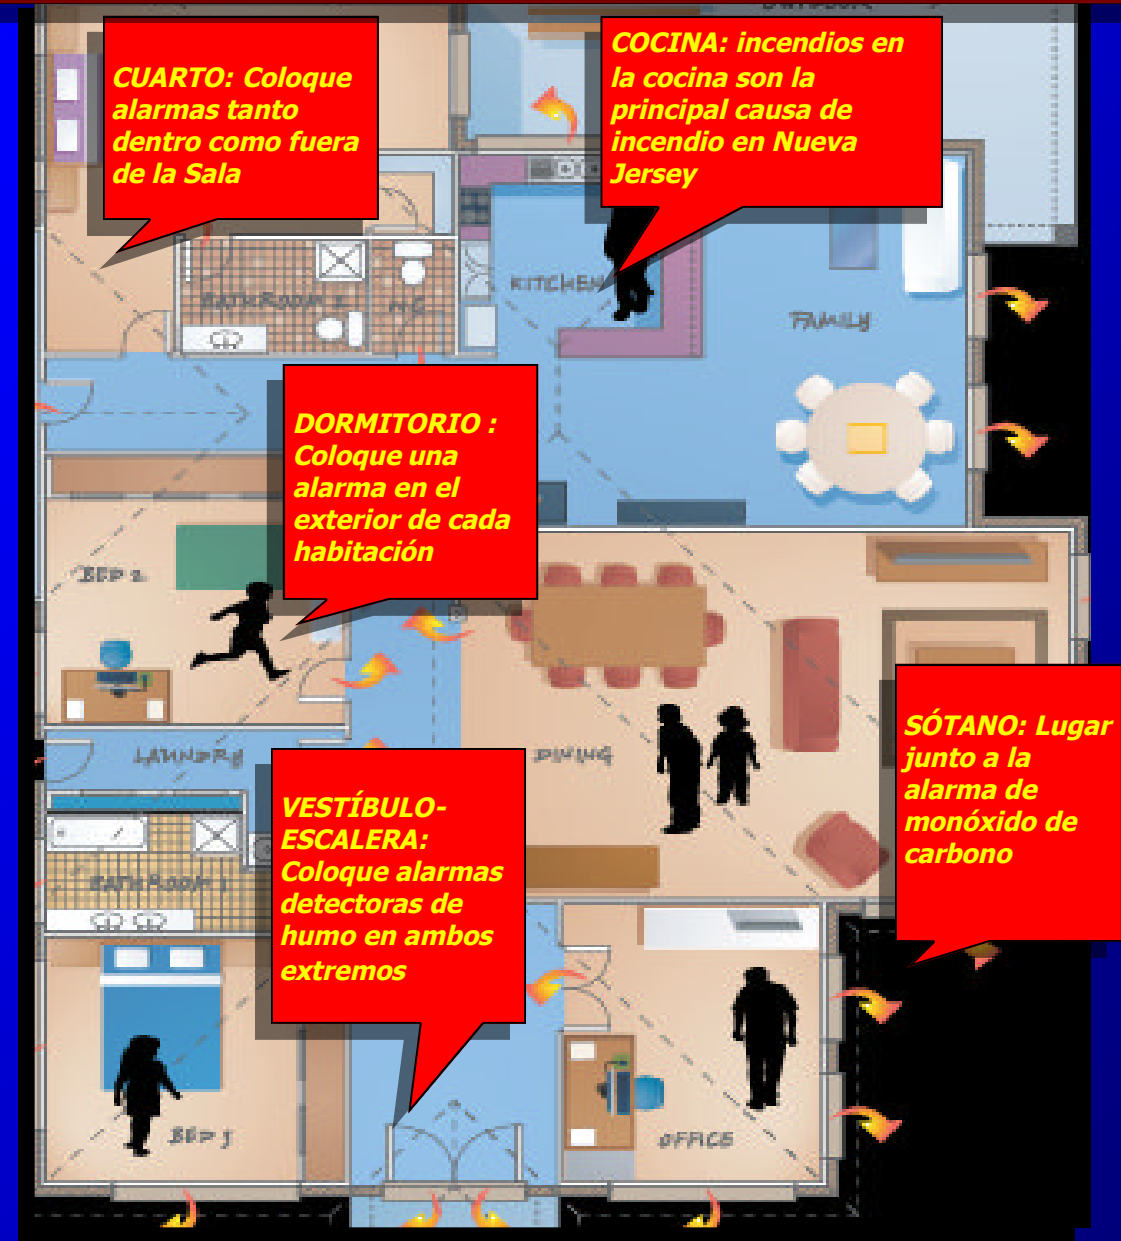 CUARTO: Coloque
alarmas tanto
dentro como fuera
de la Sala
COCINA: incendios en
la cocina son la
principal causa de
incendio en Nueva
Jersey
BATHROOM 2
WC
KITCHEN
FAMILY
DORMITORIO :
Coloque una
alarma en el
exterior de cada
habitación
BED 2
LAUNDRY
DINING
SÓTANO: Lugar
junto a la
alarma de
monóxido de
carbono
VESTÍBULO-
ESCALERA:
Coloque alarmas
detectoras de
humo en ambos
extremos
BATHROOM 1
BED 1
OFFICE